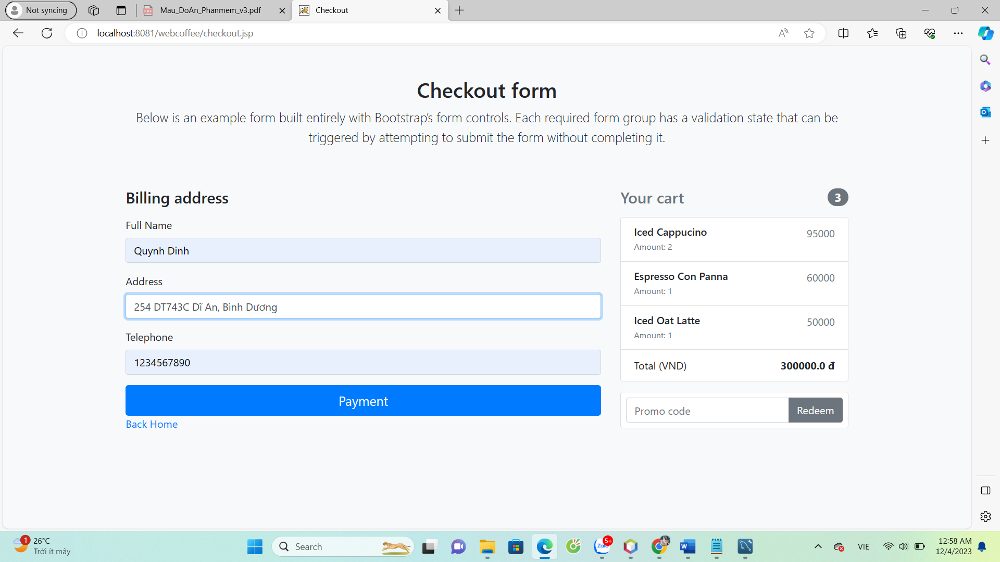 Not syncing
Mau_DoAn_Phanmem_v3.pdf
Checkout
localhost:8081/webcoffee/checkout.jsp
Checkout form
Below is an example form built entirely with Bootstrap's form controls. Each required form group has a validation state that can be
triggered by attempting to submit the form without completing it.
Billing address
Full Name
Quynh Dinh
Address
254 DT743C Dĩ An, Bình Dương
Telephone
1234567890
Payment
Back Home
Your cart
3
Iced Cappucino
95000
Amount: 2
Espresso Con Panna
60000
Amount: 1
Iced Oat Latte
50000
Amount: 1
Total (VND)
300000.0 đ
Promo code
Redeem
1
26°C
Trời ít mây
Search
Zalo
5+
VIE
12:58 AM
12/4/2023